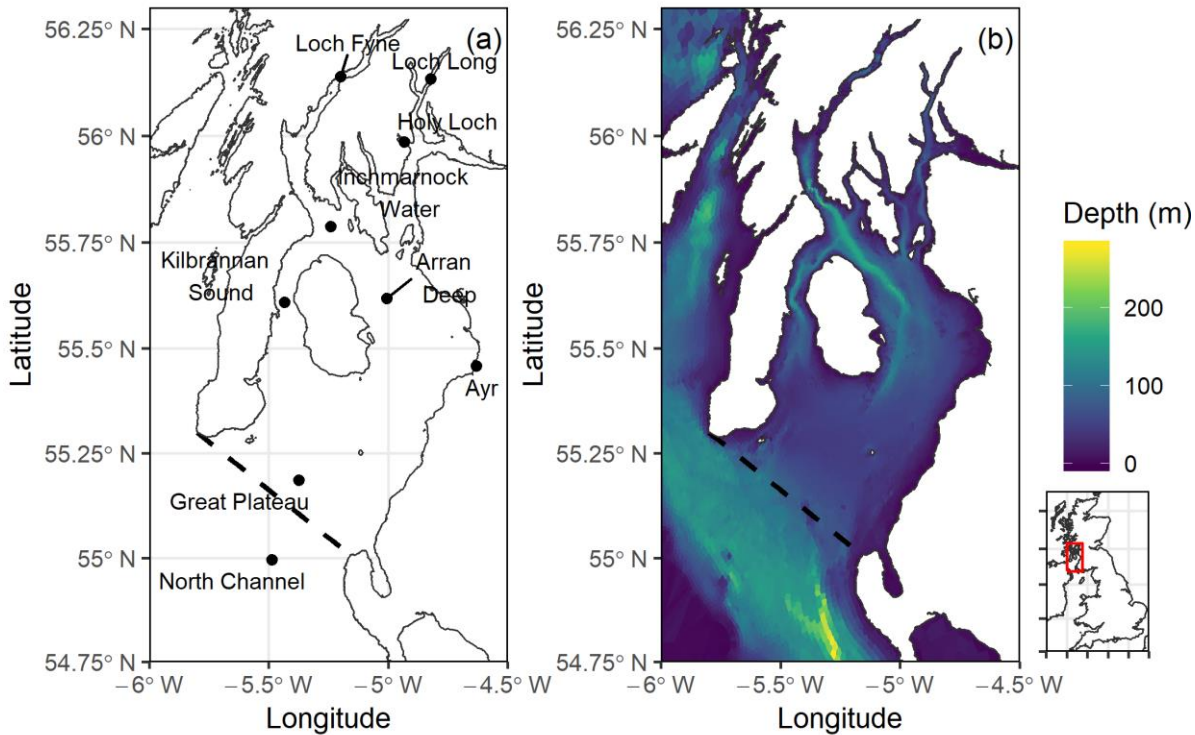 (a)
Loch Fyne
Loch Long
Holy Loch
Inchmarnock
Water
Kilbrannan
Sound
Arran
Deep
Ayr
Great Plateau
North Channel
56.25° N
56° N
55.75° N
55.5° N
55.25° N
55° N
54.75° N
−6° W
−5.5° W
−5° W
−4.5° W
Latitude
Longitude
(b)
56.25° N
56° N
55.75° N
55.5° N
55.25° N
55° N
54.75° N
−6° W
−5.5° W
−5° W
−4.5° W
Latitude
Longitude
Depth (m)
200
100
0